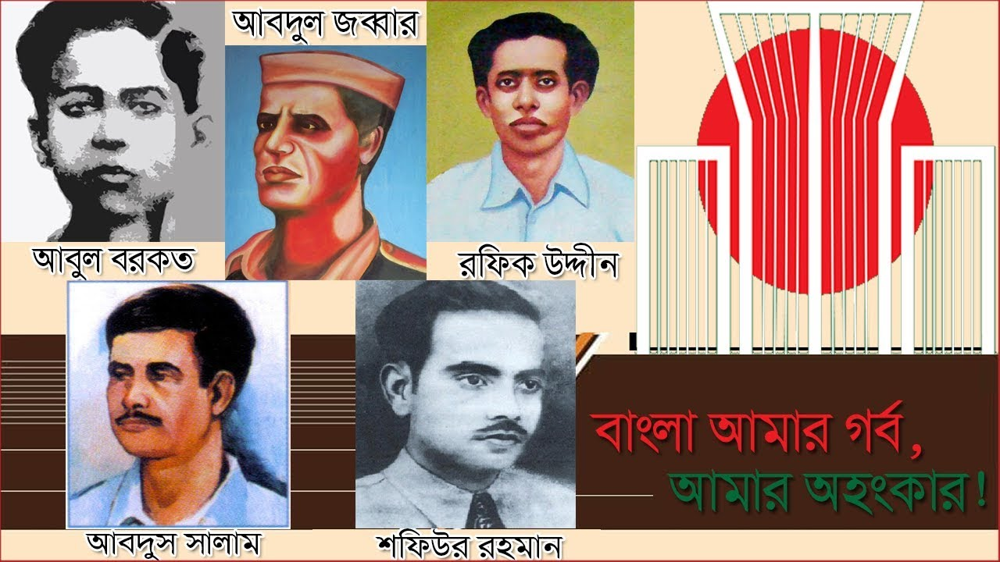 আবদুল জব্বার
আবুল বরকত
রফিক উদ্দীন
আবদুস সালাম
শফিউর রহমান
বাংলা আমার গর্ব,
আমার অহংকার!